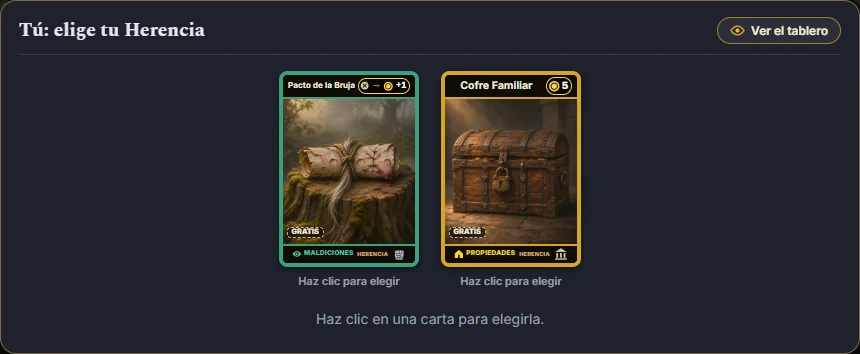 Tú: elige tu Herencia
Ver el tablero
Pacto de la Bruja → +1
Cofre Familiar 5
GRATIS
GRATIS
MALDICIONES HERENCIA
PROPIEDADES HERENCIA
Haz clic para elegir
Haz clic para elegir
Haz clic en una carta para elegirla.